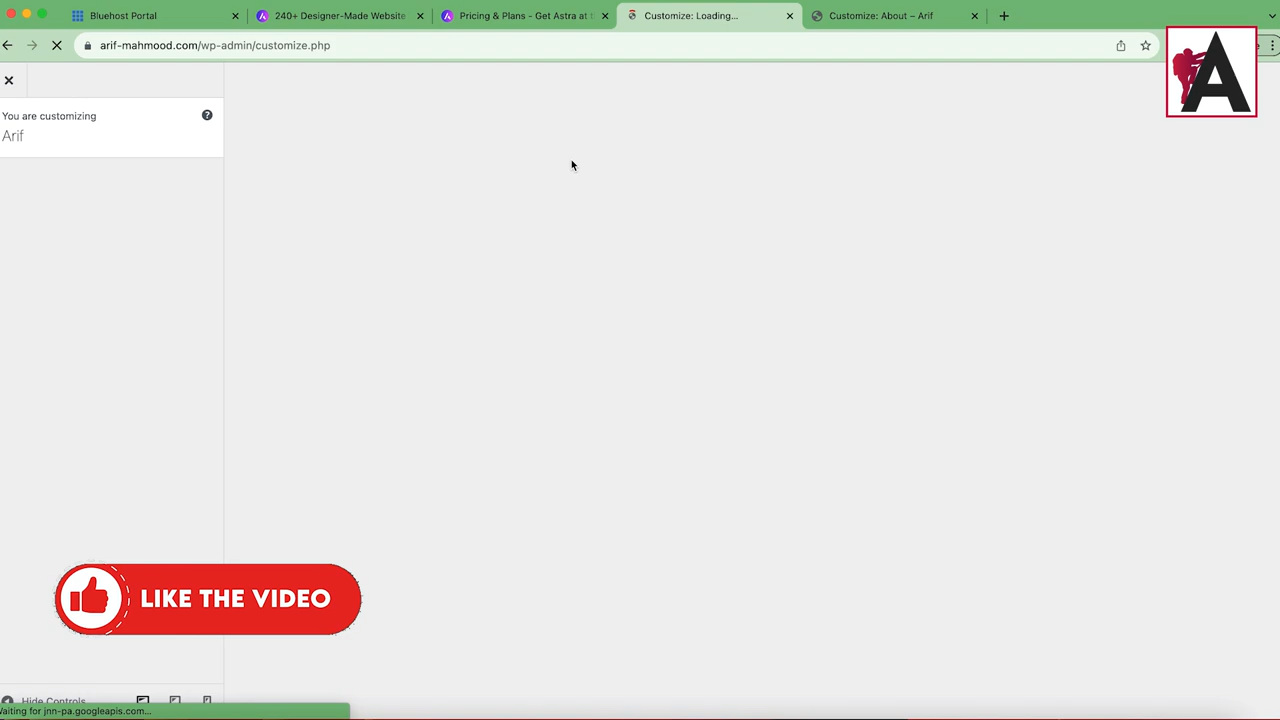 Bluehost Portal
240+ Designer-Made Website
Pricing & Plans - Get Astra at t
Customize: Loading...
Customize: About – Arif
arif-mahmood.com/wp-admin/customize.php
A
You are customizing
Arif
LIKE THE VIDEO
Hide Controls
Waiting for jnn-pa.googleapis.com...